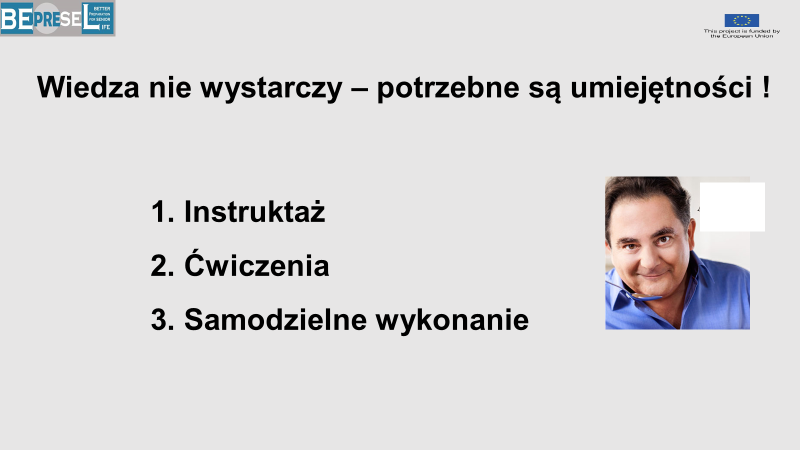 BEPRESEL
BETTER
PREPARATION
FOR SENIOR
LIFE
This project is funded by
the European Union
Wiedza nie wystarczy – potrzebne są umiejętności !
1. Instruktaż
2. Ćwiczenia
3. Samodzielne wykonanie